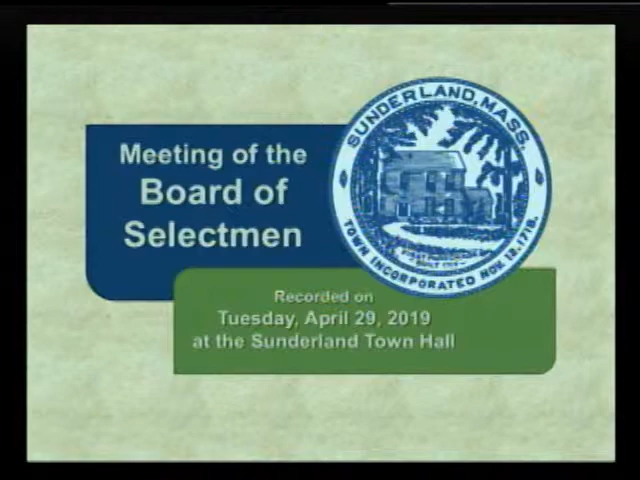 Meeting of the
Board of
Selectmen
SUNDERLAND, MASS.
TOWN INCORPORATED NOV. 12, 1718.
Recorded on
Tuesday, April 29, 2019
at the Sunderland Town Hall